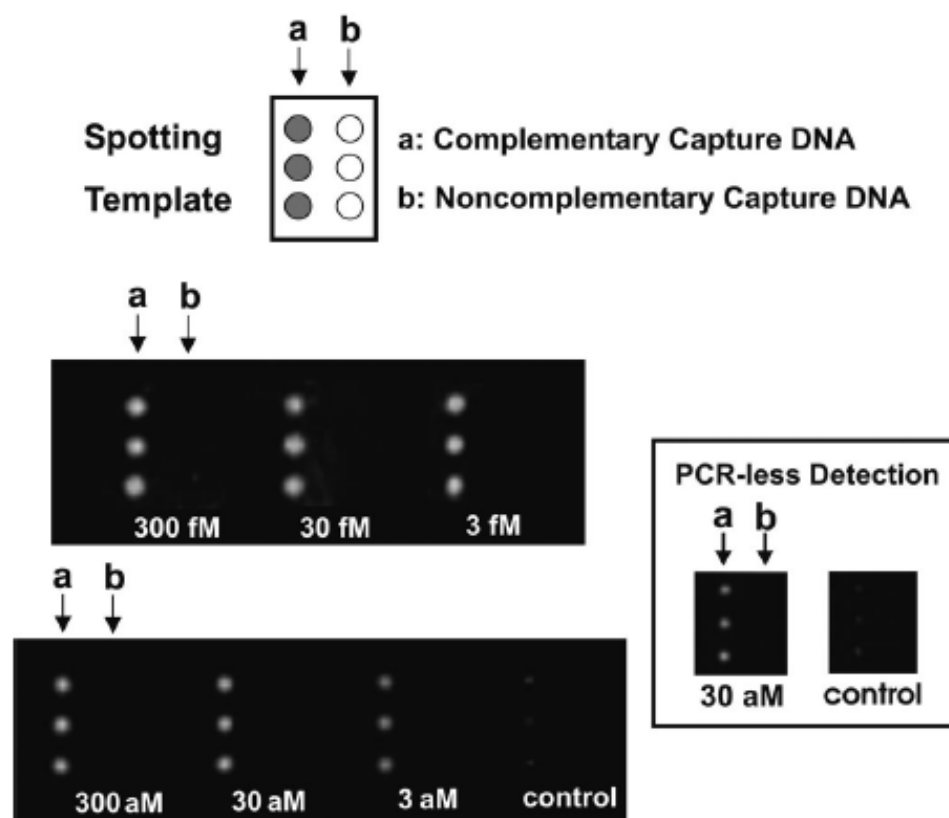 a b
Spotting
Template
a: Complementary Capture DNA
b: Noncomplementary Capture DNA
a b
300 fM 30 fM 3 fM
a b
300 aM 30 aM 3 aM control
PCR-less Detection
a b
30 aM control